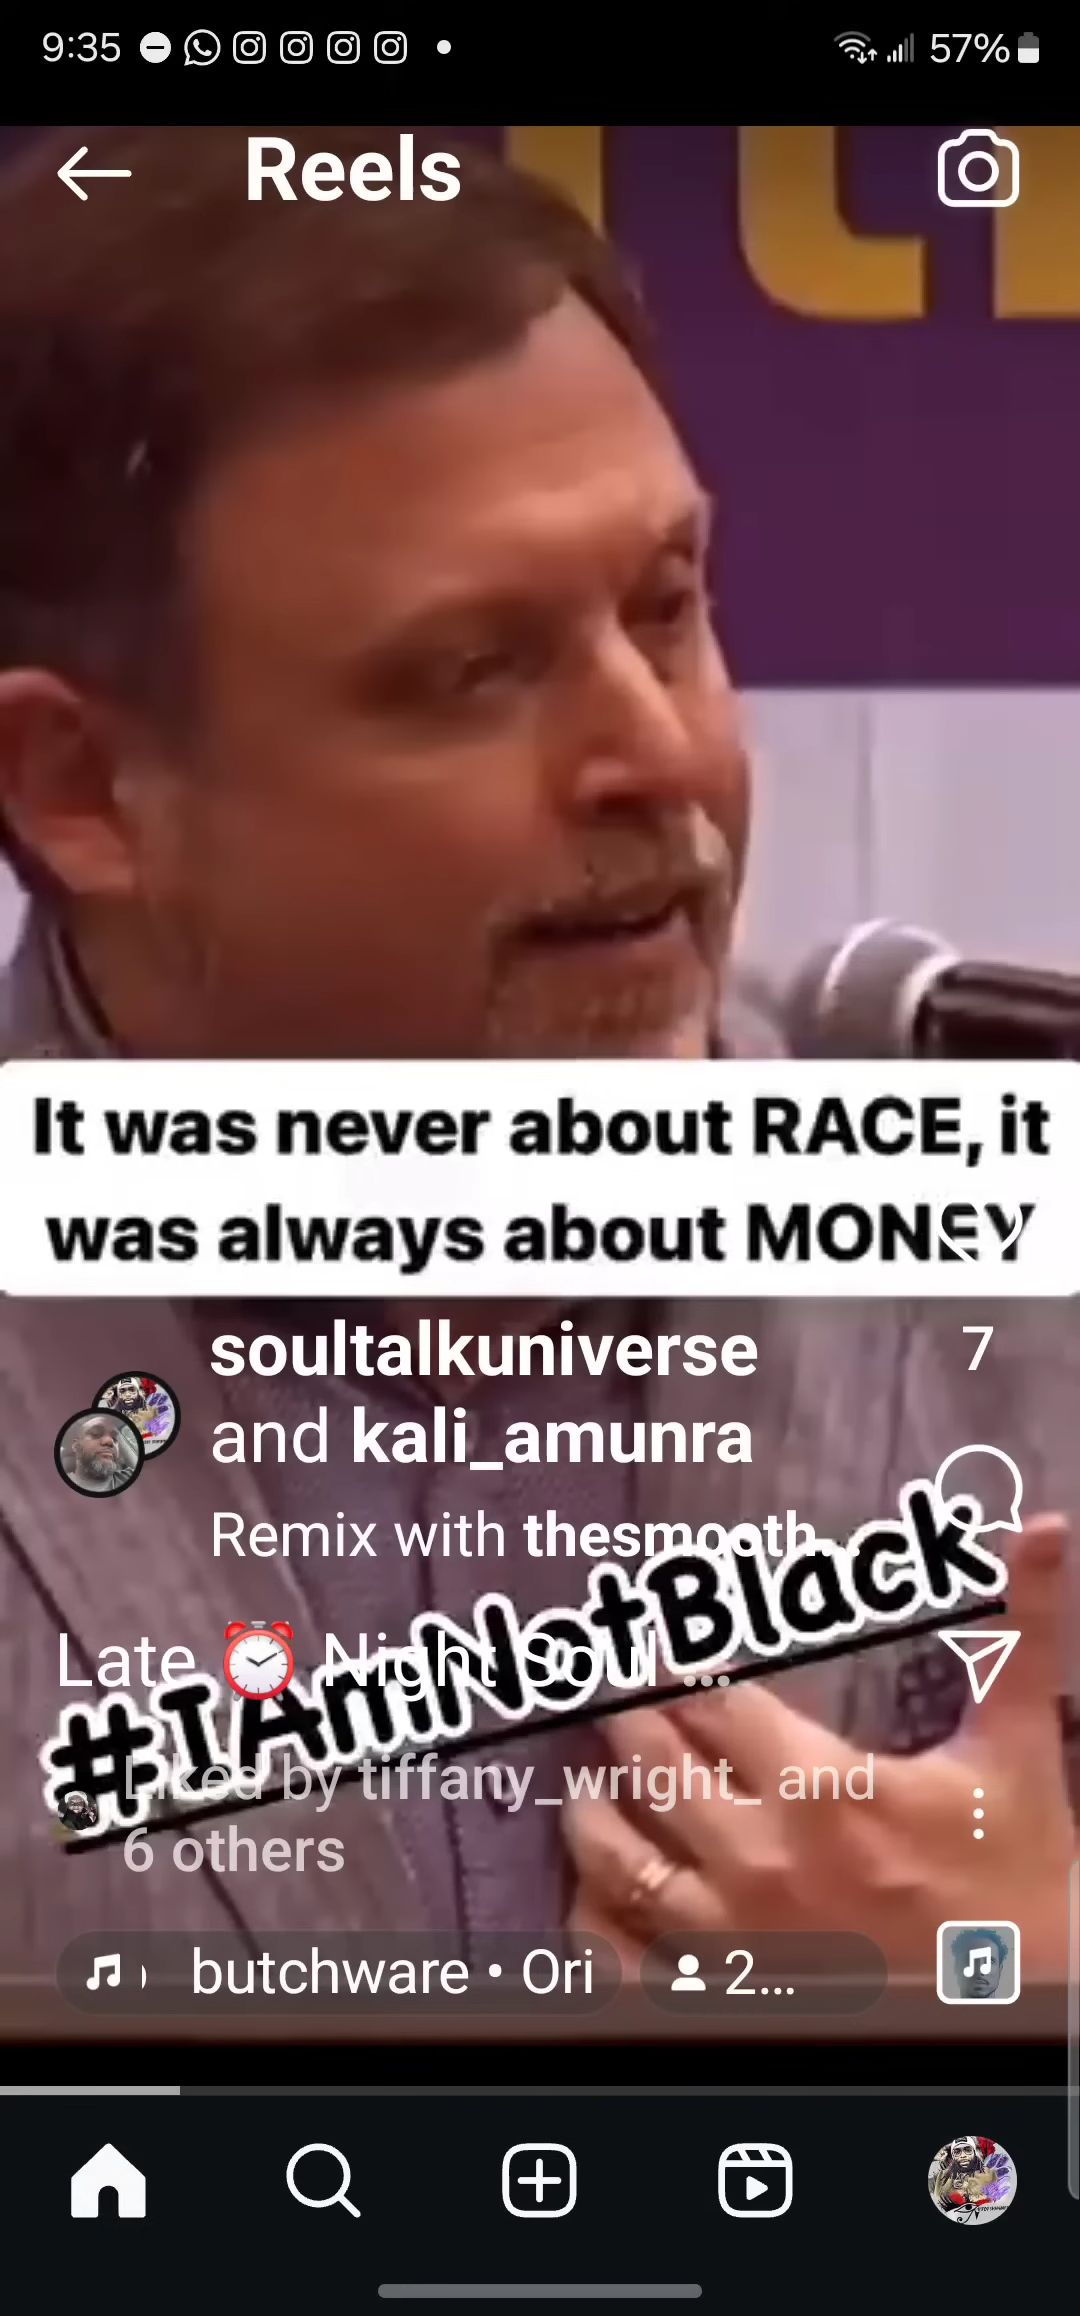 9:35
57%
Reels
It was never about RACE, it
was always about MONEY
soultalkuniverse
7
and kali_amunra
Remix with thesmooth...
#IAmNotBlack
Late ⏰ Night Soul ...
Liked by tiffany_wright_ and
6 others
butchware • Ori
2...